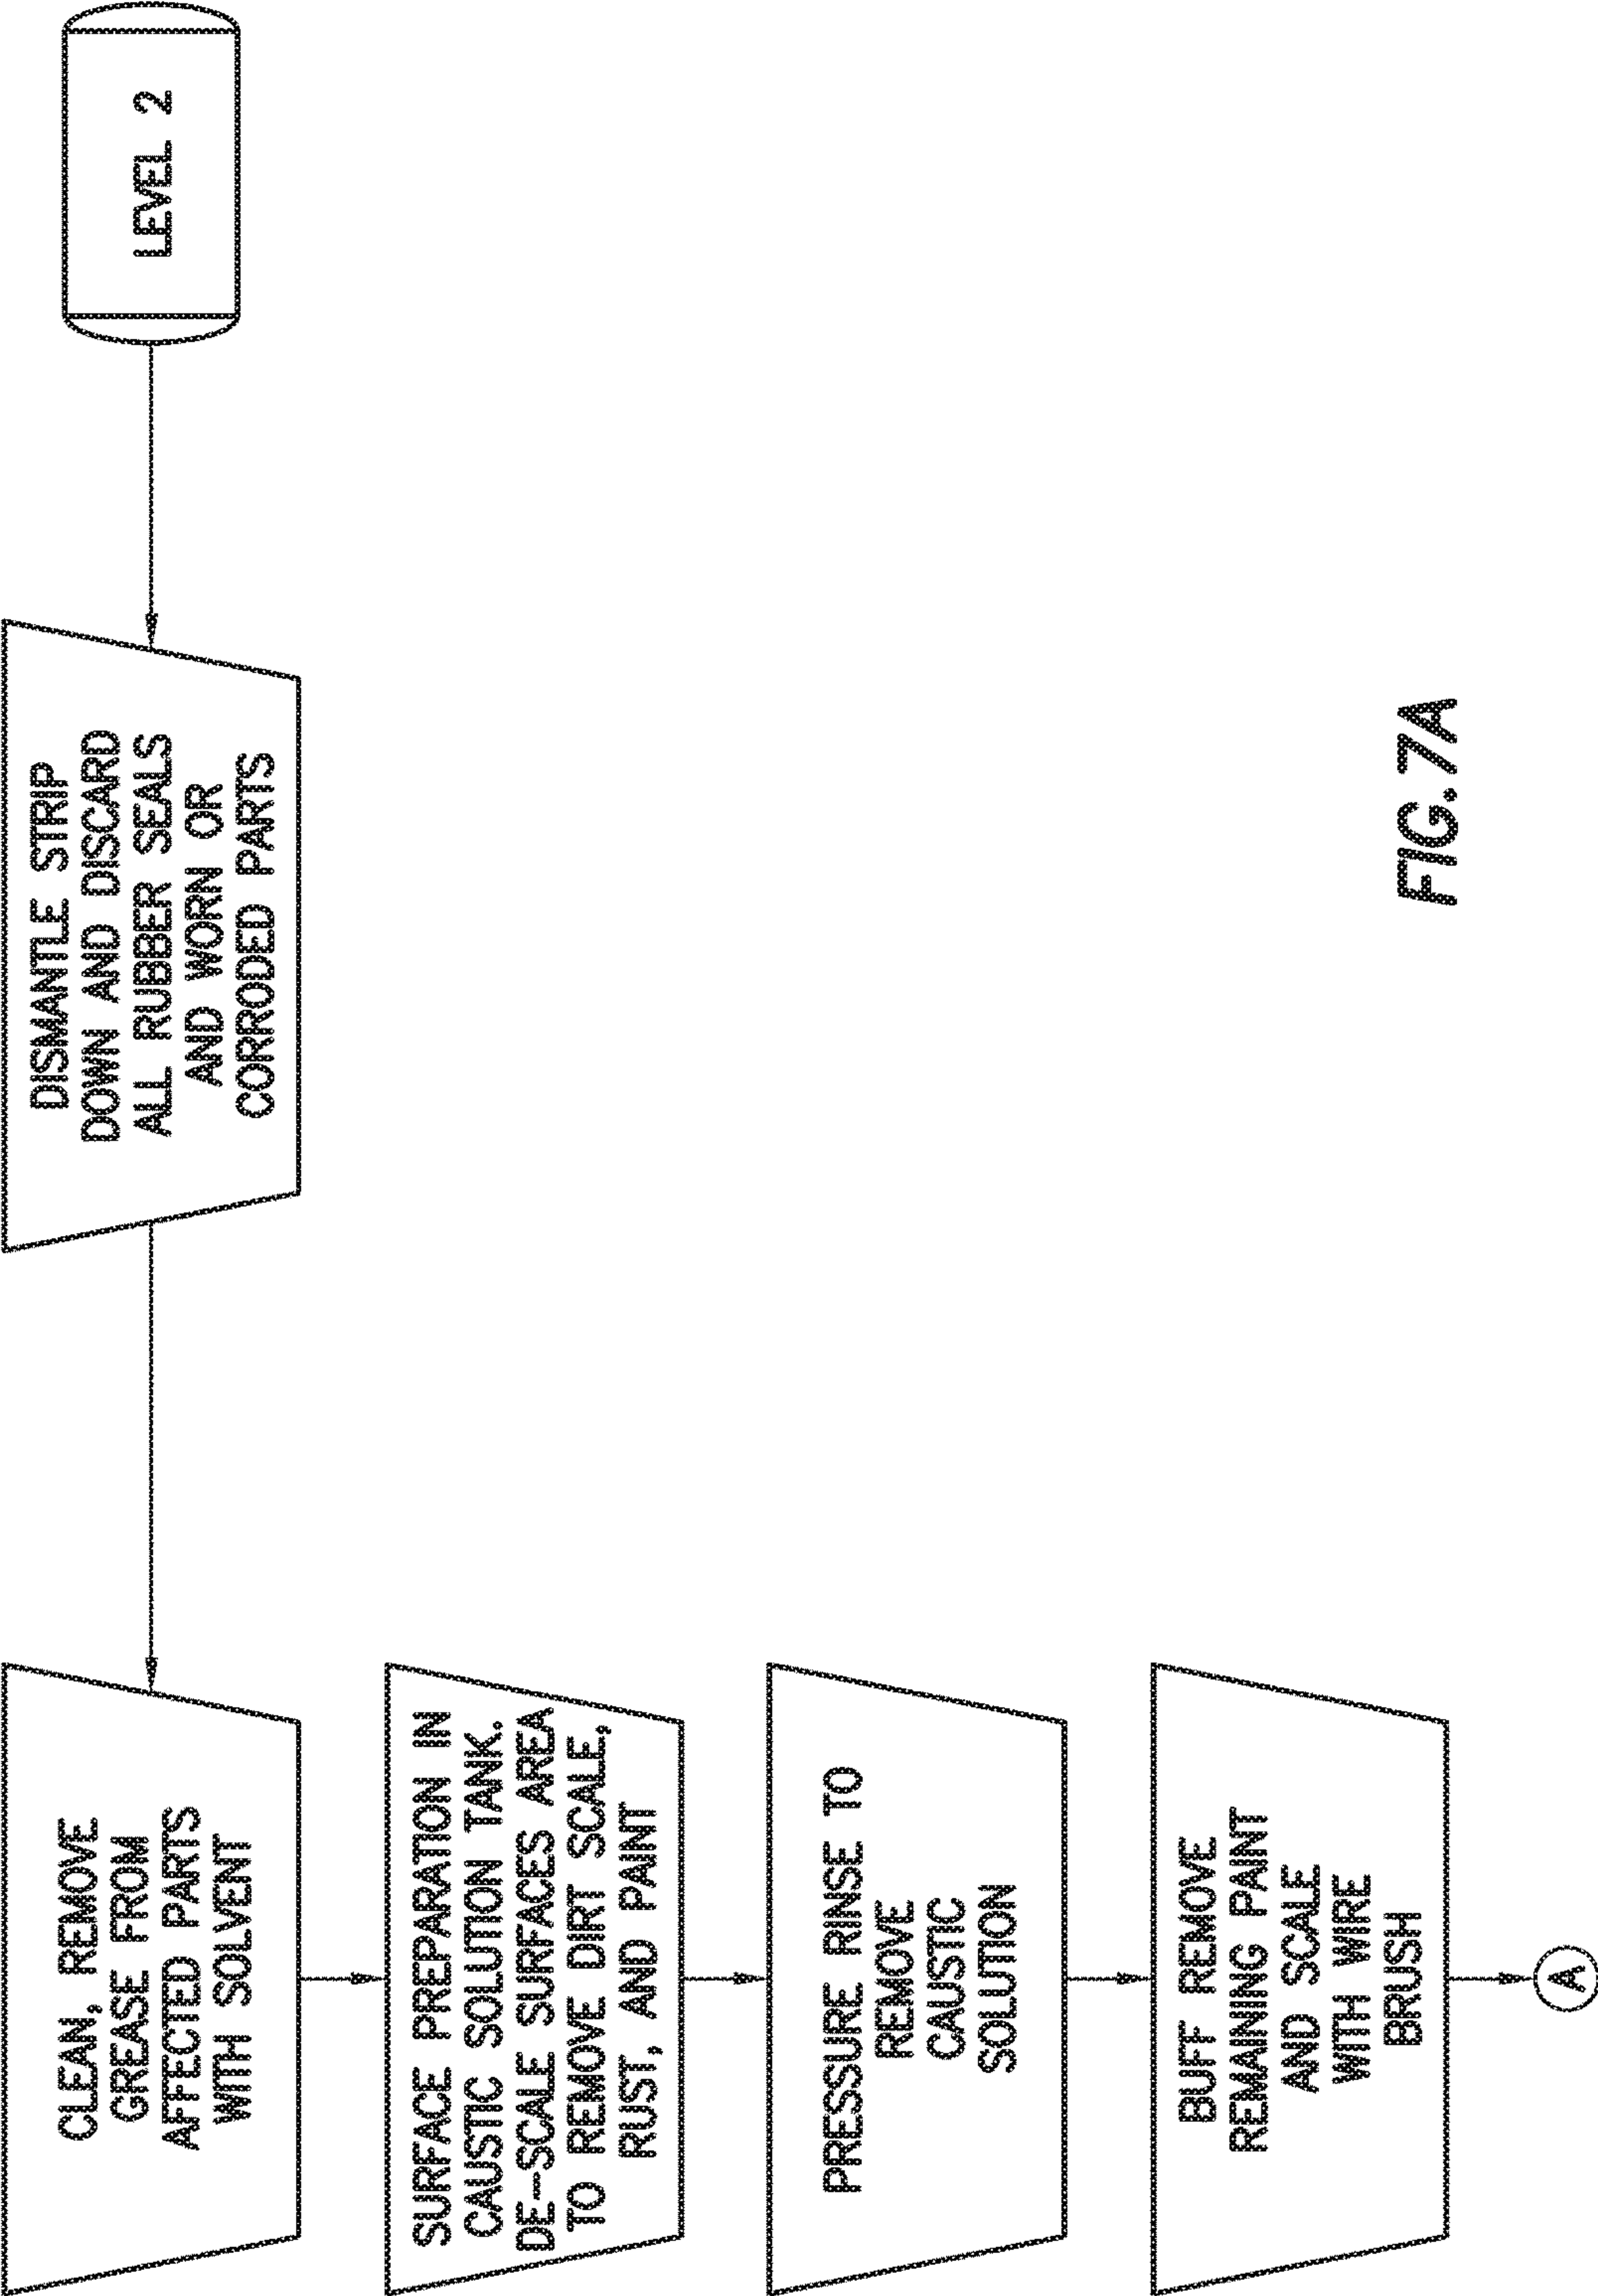 LEVEL 2
DISMANTLE STRIP
DOWN AND DISCARD
ALL RUBBER SEALS
AND WORN OR
CORRODED PARTS
CLEAN, REMOVE
GREASE FROM
AFFECTED PARTS
WITH SOLVENT
SURFACE PREPARATION IN
CAUSTIC SOLUTION TANK.
DE-SCALE SURFACES AREA
TO REMOVE DIRT SCALE,
RUST, AND PAINT
PRESSURE RINSE TO
REMOVE
CAUSTIC
SOLUTION
BUFF REMOVE
REMAINING PAINT
AND SCALE
WITH WIRE
BRUSH
A
FIG. 7A